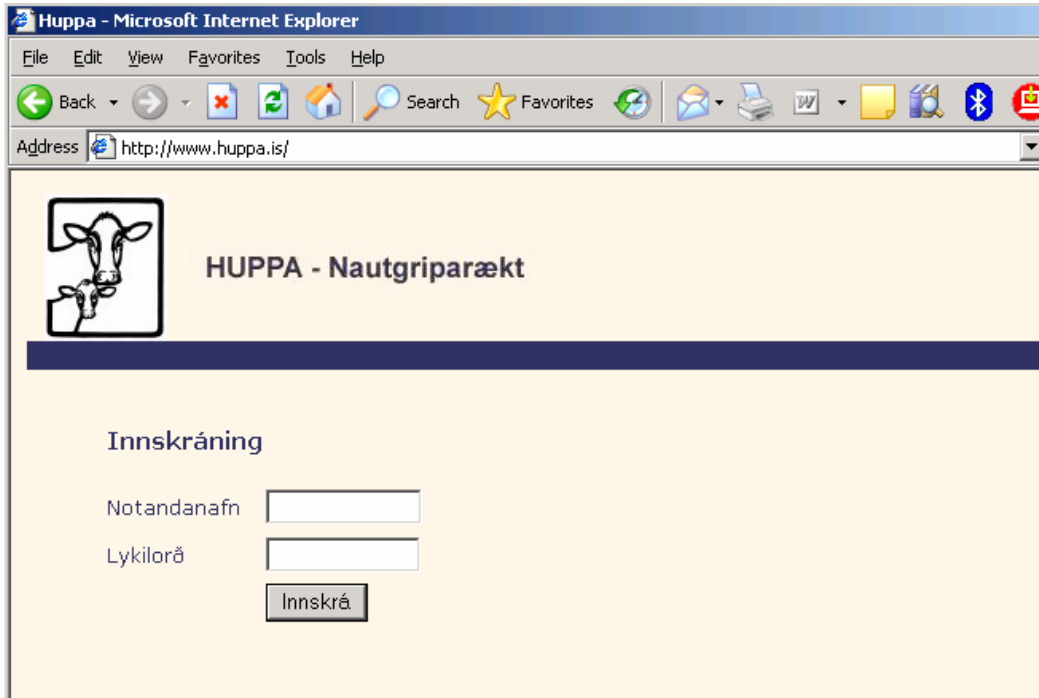 Huppa - Microsoft Internet Explorer
File Edit View Favorites Tools Help
Back Search Favorites W
Address http://www.huppa.is/
HUPPA - Nautgriparækt
Innskráning
Notandanafn
Lykilorð
Innskrá